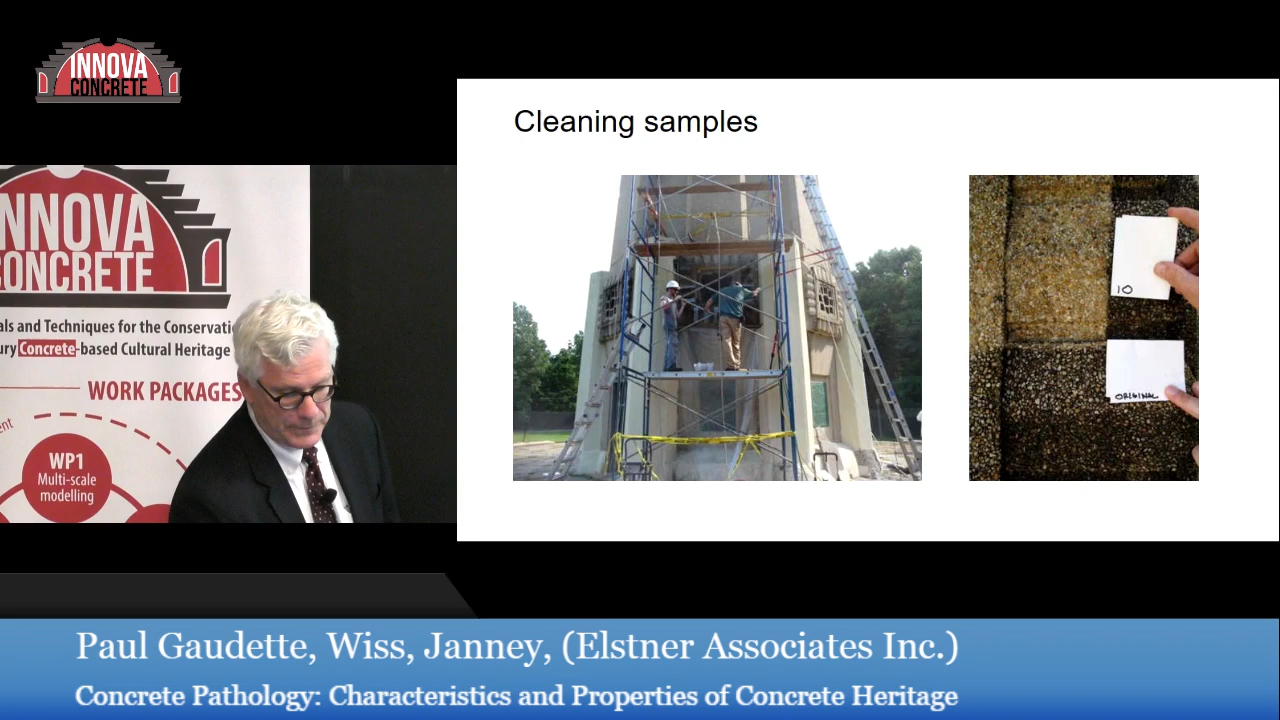 INNOVA
CONCRETE
Cleaning samples
INNOVA
CONCRETE
als and Techniques for the Conservati
ury Concrete-based Cultural Heritage
WORK PACKAGES
ent
WP1
Multi-scale
modelling
10
ORIGINAL
Paul Gaudette, Wiss, Janney, (Elstner Associates Inc.)
Concrete Pathology: Characteristics and Properties of Concrete Heritage